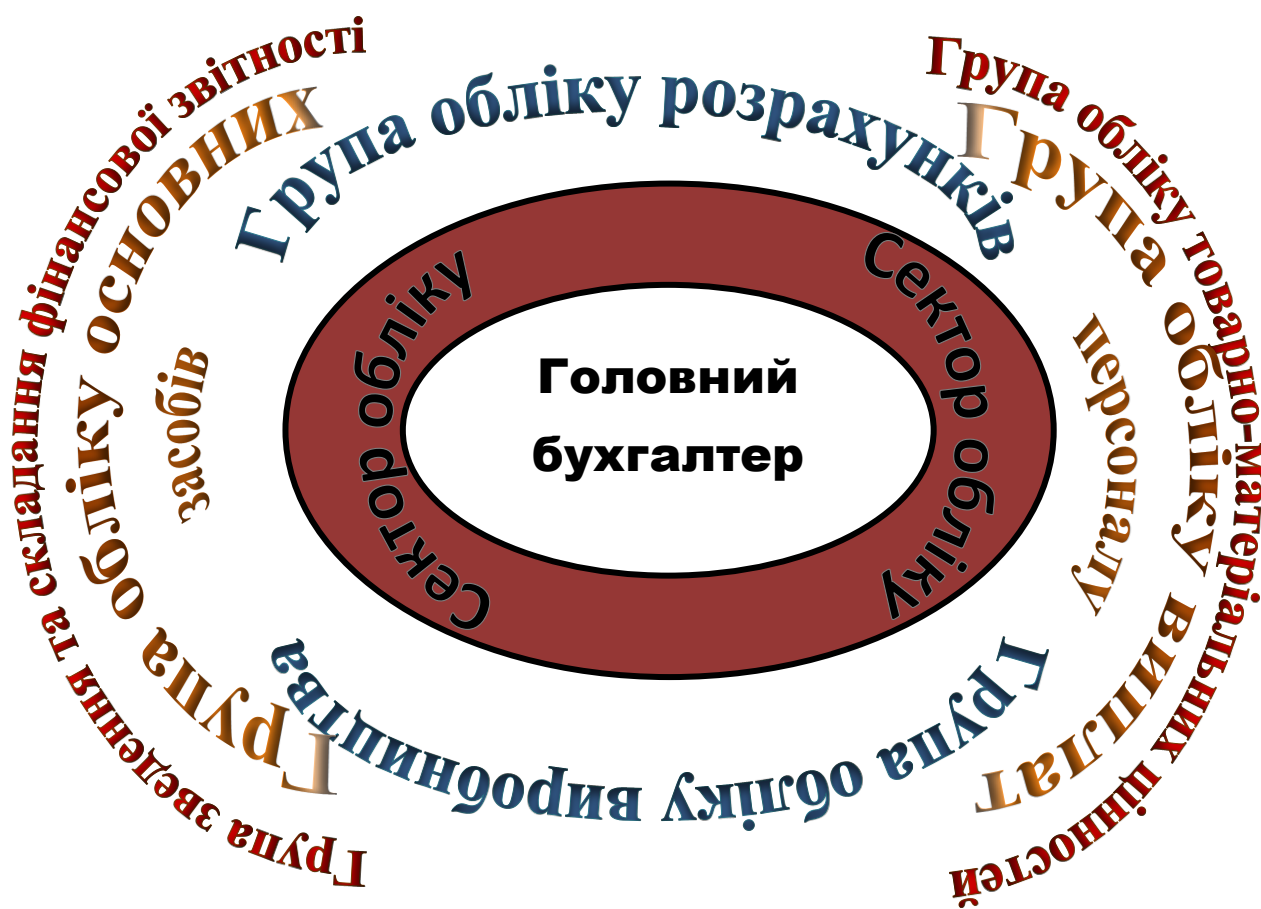 Група зведення та складання фінансової звітності
Група обліку основних
засобів
Група обліку розрахунків
Сектор обліку
Головний
бухгалтер
Сектор обліку
Група обліку виробництва
Група обліку виплат
персоналу
Група обліку товарно-матеріальних цінностей